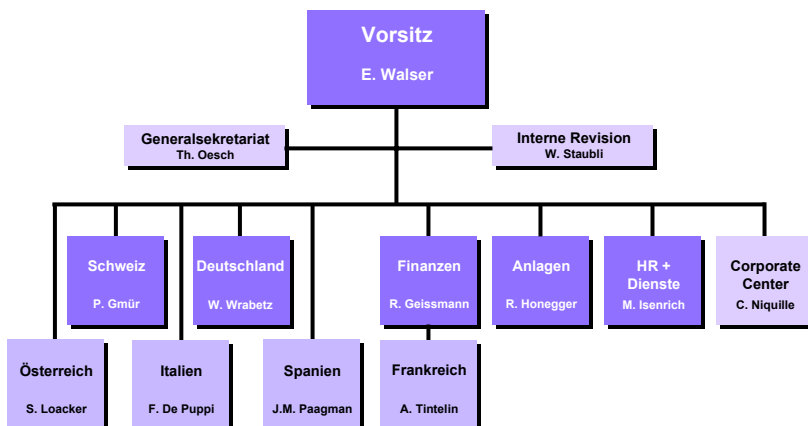 Vorsitz
E. Walser
Generalsekretariat
Th. Oesch
Interne Revision
W. Staubli
Schweiz
P. Gmür
Deutschland
W. Wrabetz
Finanzen
R. Geissmann
Anlagen
R. Honegger
HR +
Dienste
M. Isenrich
Corporate
Center
C. Niquille
Österreich
S. Loacker
Italien
F. De Puppi
Spanien
J.M. Paagman
Frankreich
A. Tintelin